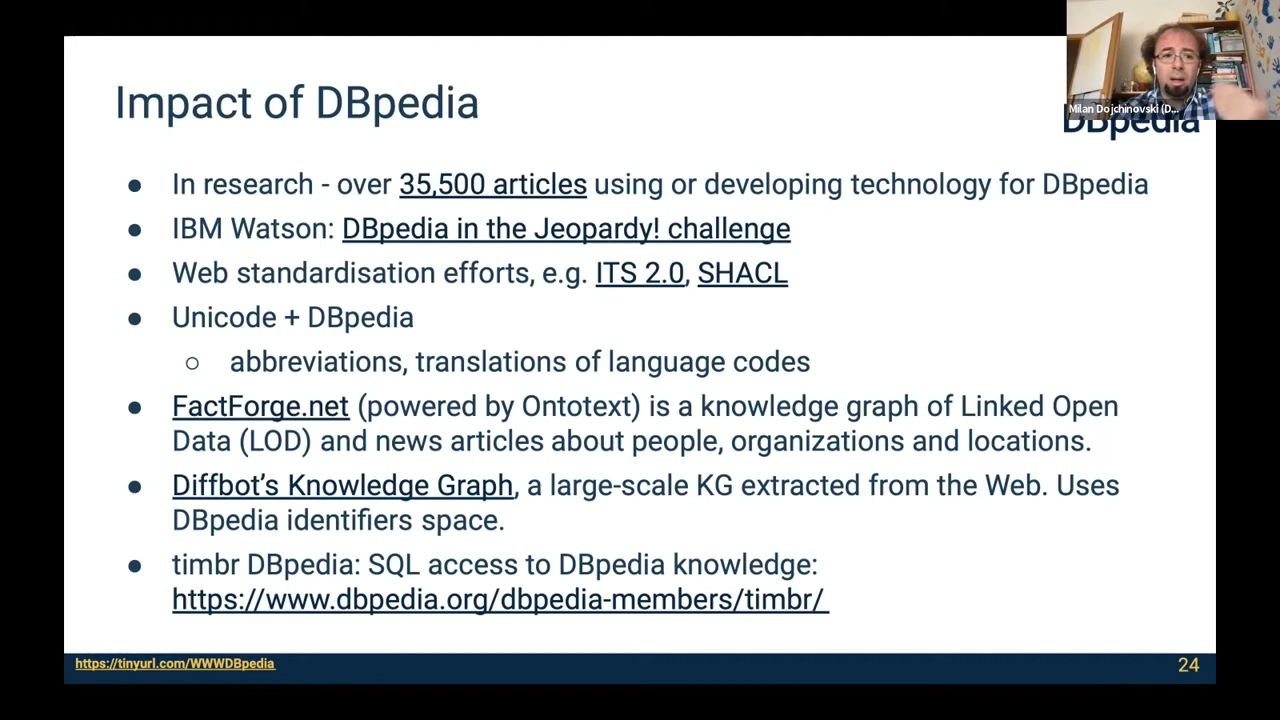 Impact of DBpedia
Milan Dojchinovski (D...
DBpedia
● In research - over 35,500 articles using or developing technology for DBpedia
● IBM Watson: DBpedia in the Jeopardy! challenge
● Web standardisation efforts, e.g. ITS 2.0, SHACL
● Unicode + DBpedia
○ abbreviations, translations of language codes
● FactForge.net (powered by Ontotext) is a knowledge graph of Linked Open
Data (LOD) and news articles about people, organizations and locations.
● Diffbot’s Knowledge Graph, a large-scale KG extracted from the Web. Uses
DBpedia identifiers space.
● timbr DBpedia: SQL access to DBpedia knowledge:
https://www.dbpedia.org/dbpedia-members/timbr/
https://tinyurl.com/WWWDBpedia
24